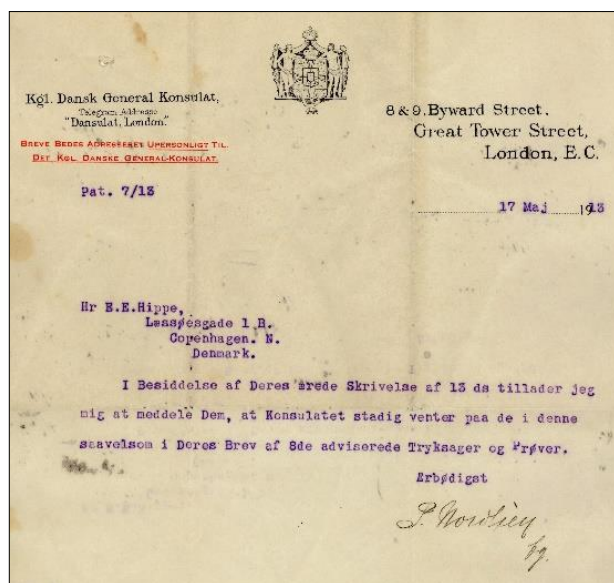 Kgl. Dansk General Konsulat,
Telegram Addresse
"Dansulat, London."
BREVE BEDES ADRESSERET UPERSONLIGT TIL
DET KGL. DANSKE GENERAL-KONSULAT.
8 & 9. Byward Street.
Great Tower Street,
London, E.C.
Pat. 7/13
17 Maj 1913
Hr E.E.Hippe,
Læssøesgade 1 B.
Copenhagen. N.
Denmark.
I Besiddelse af Deres ærede Skrivelse af 13 ds tillader jeg
mig at meddele Dem, at Konsulatet stadig venter paa de i denne
saavelsom i Deres Brev af 8de adviserede Tryksager og Prøver.
Erbødigst